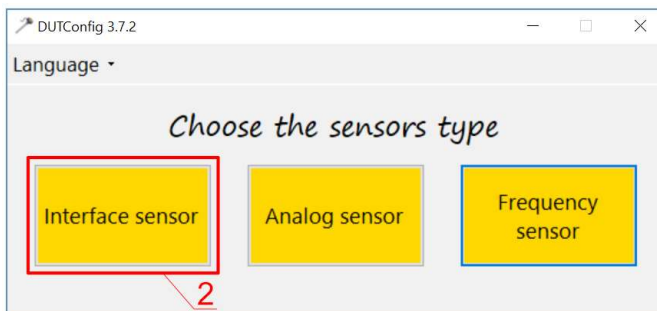 DUTConfig 3.7.2
Language
Choose the sensors type
Interface sensor
Analog sensor
Frequency
sensor
2